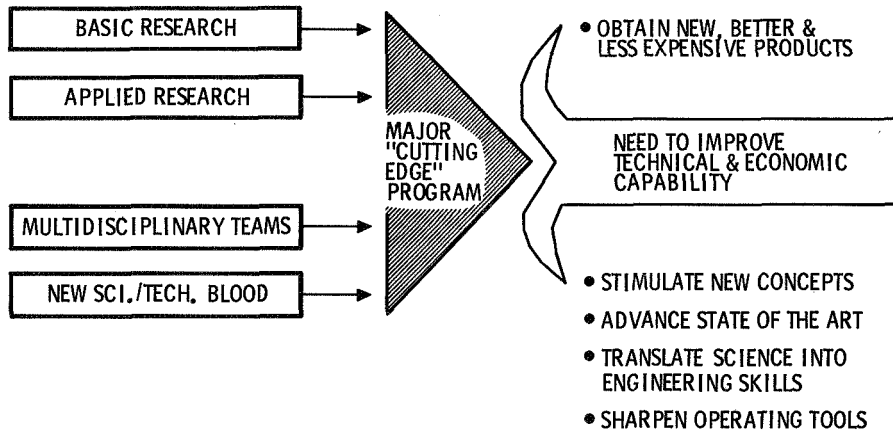 BASIC RESEARCH
APPLIED RESEARCH
MULTIDISCIPLINARY TEAMS
NEW SCI./TECH. BLOOD
MAJOR
"CUTTING
EDGE"
PROGRAM
• OBTAIN NEW, BETTER &
LESS EXPENSIVE PRODUCTS
NEED TO IMPROVE
TECHNICAL & ECONOMIC
CAPABILITY
• STIMULATE NEW CONCEPTS
• ADVANCE STATE OF THE ART
• TRANSLATE SCIENCE INTO
ENGINEERING SKILLS
• SHARPEN OPERATING TOOLS